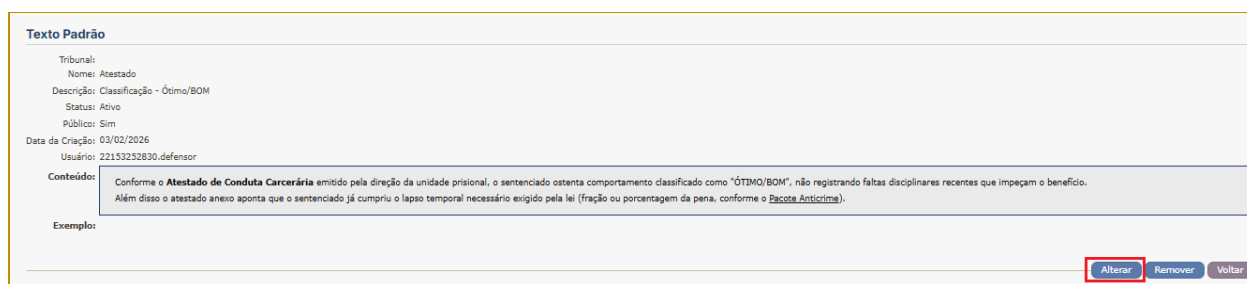 Texto Padrão
Tribunal:
Nome: Atestado
Descrição: Classificação - Ótimo/BOM
Status: Ativo
Público: Sim
Data da Criação: 03/02/2026
Usuário: 22153252830.defensor
Conteúdo:
Conforme o Atestado de Conduta Carcerária emitido pela direção da unidade prisional, o sentenciado ostenta comportamento classificado como "ÓTIMO/BOM", não registrando faltas disciplinares recentes que impeçam o benefício.
Além disso o atestado anexo aponta que o sentenciado já cumpriu o lapso temporal necessário exigido pela lei (fração ou porcentagem da pena, conforme o Pacote Anticrime).
Exemplo:
Alterar Remover Voltar